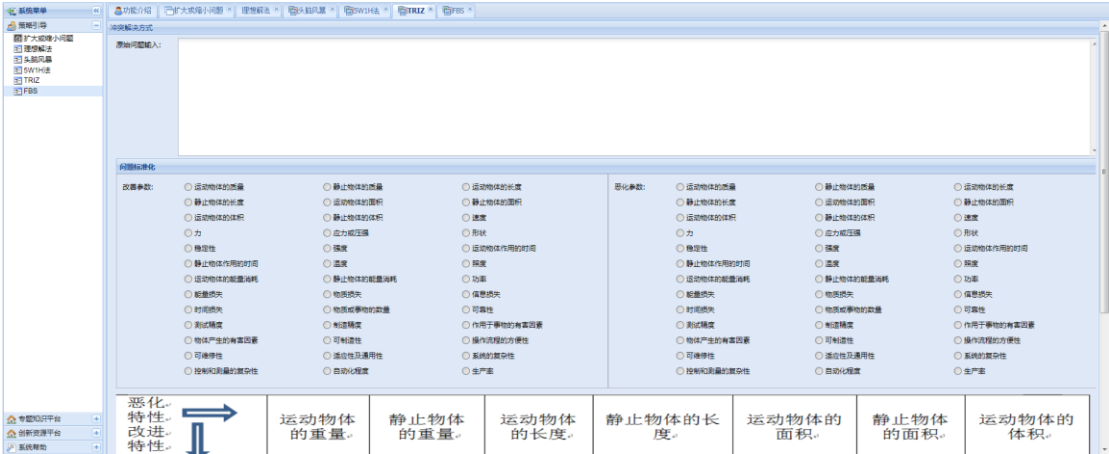 系统菜单
功能介绍 扩大或缩小问题 理想解法 头脑风暴 5W1H法 TRIZ FBS
策略引导
扩大或缩小问题
理想解法
头脑风暴
5W1H法
TRIZ
FBS
专题知识平台
创新资源平台
系统帮助
冲突解决方式
原始问题输入:
问题标准化
改善参数: 运动物体的质量 静止物体的质量 运动物体的长度
静止物体的长度 运动物体的面积 静止物体的面积
运动物体的体积 静止物体的体积 速度
力 应力或压强 形状
稳定性 强度 运动物体作用的时间
静止物体作用的时间 温度 照度
运动物体的能量消耗 静止物体的能量消耗 功率
能量损失 物质损失 信息损失
时间损失 物质或事物的数量 可靠性
测试精度 制造精度 作用于事物的有害因素
物体产生的有害因素 可制造性 操作流程的方便性
可维修性 适应性及通用性 系统的复杂性
控制和测量的复杂性 自动化程度 生产率
恶化参数: 运动物体的质量 静止物体的质量 运动物体的长度
静止物体的长度 运动物体的面积 静止物体的面积
运动物体的体积 静止物体的体积 速度
力 应力或压强 形状
稳定性 强度 运动物体作用的时间
静止物体作用的时间 温度 照度
运动物体的能量消耗 静止物体的能量消耗 功率
能量损失 物质损失 信息损失
时间损失 物质或事物的数量 可靠性
测试精度 制造精度 作用于事物的有害因素
物体产生的有害因素 可制造性 操作流程的方便性
可维修性 适应性及通用性 系统的复杂性
控制和测量的复杂性 自动化程度 生产率
恶化
特性
改进
特性
运动物体
的重量
静止物体
的重量
运动物体
的长度
静止物体的长
度
运动物体的
面积
静止物体
的面积
运动物体的
体积